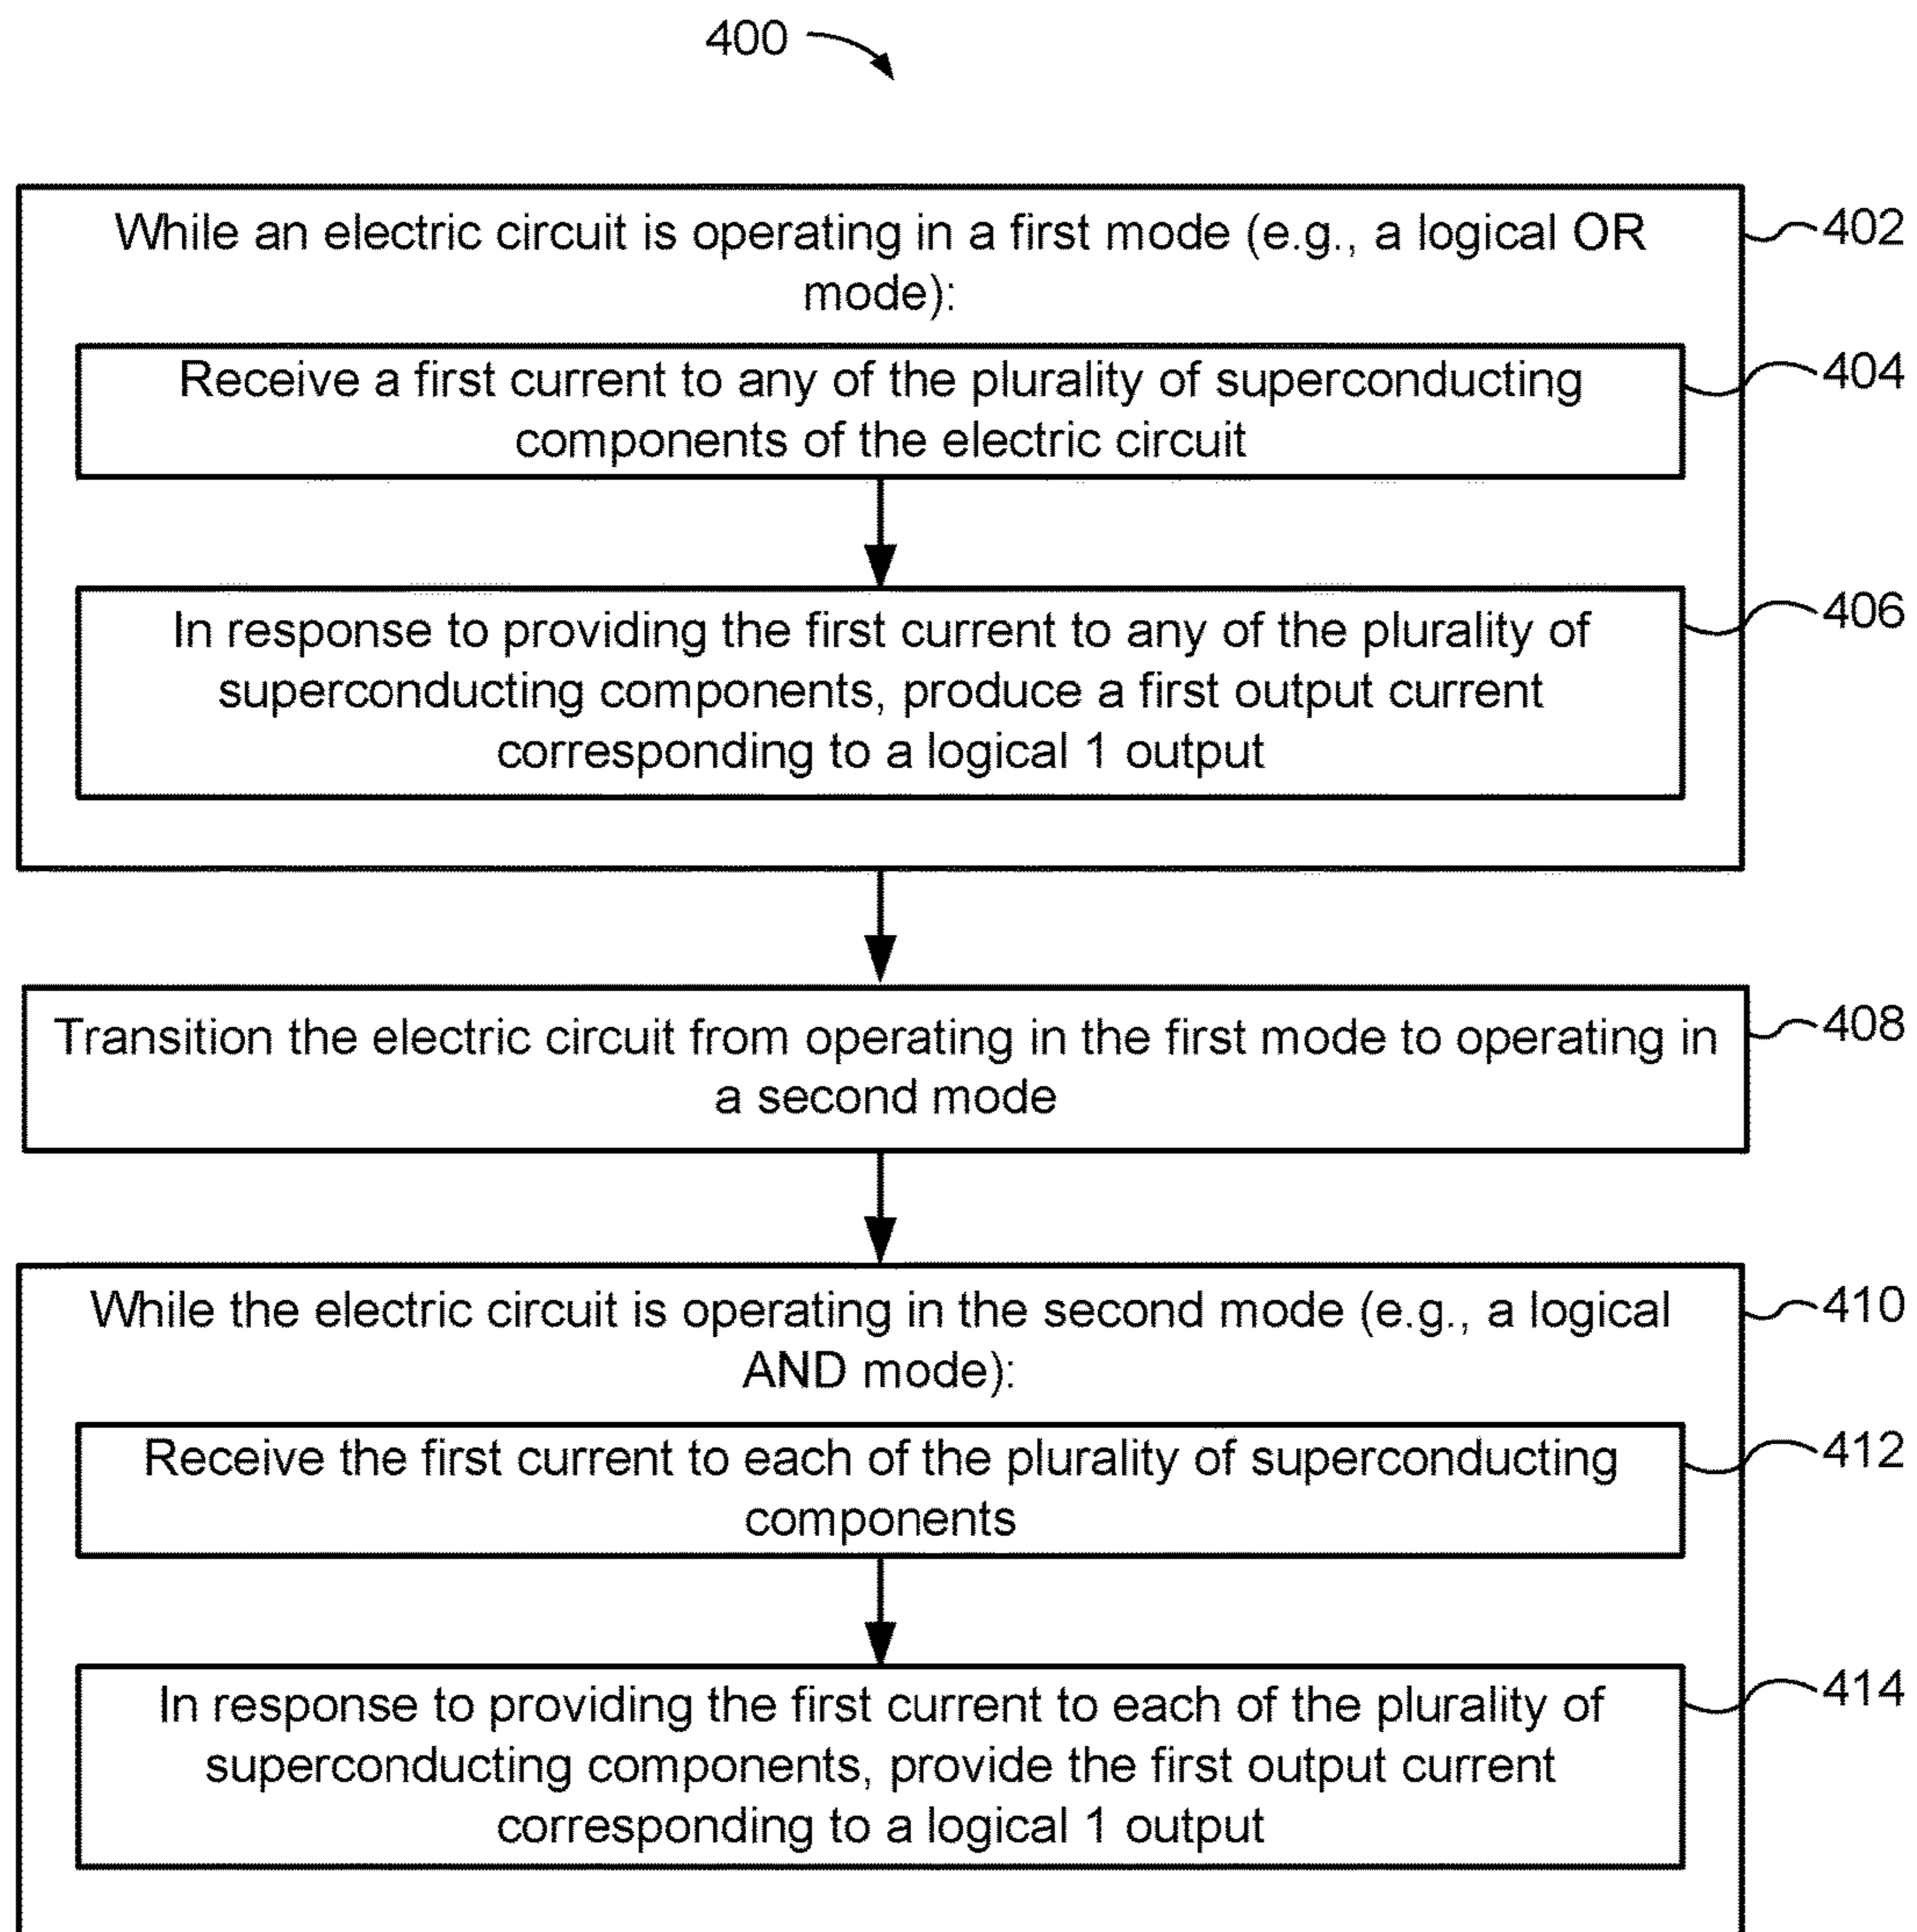 400
While an electric circuit is operating in a first mode (e.g., a logical OR
mode):
402
Receive a first current to any of the plurality of superconducting
components of the electric circuit
404
In response to providing the first current to any of the plurality of
superconducting components, produce a first output current
corresponding to a logical 1 output
406
Transition the electric circuit from operating in the first mode to operating in
a second mode
408
While the electric circuit is operating in the second mode (e.g., a logical
AND mode):
410
Receive the first current to each of the plurality of superconducting
components
412
In response to providing the first current to each of the plurality of
superconducting components, provide the first output current
corresponding to a logical 1 output
414